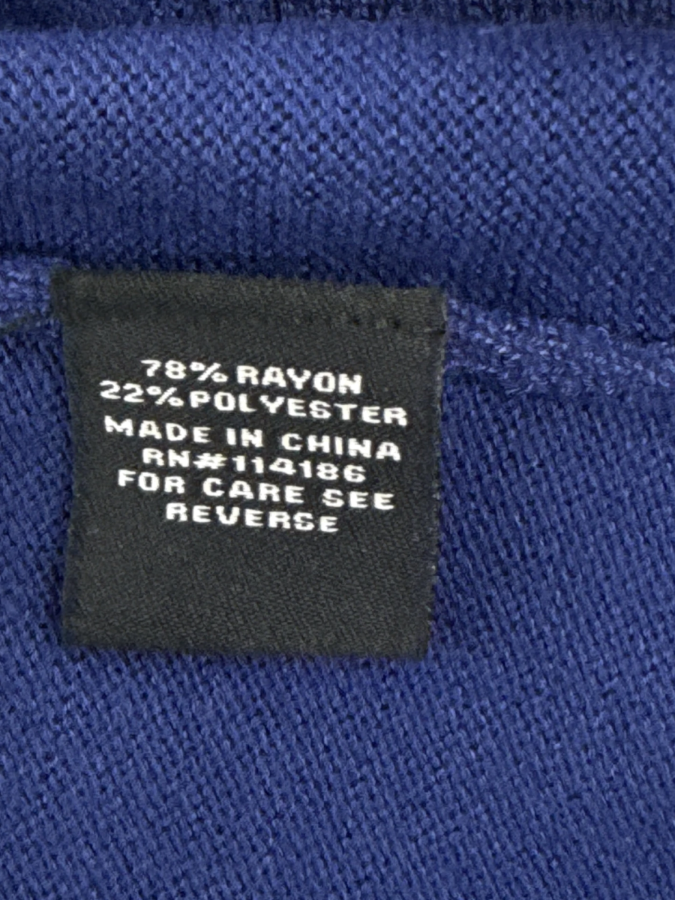 78% RAYON
22% POLYESTER
MADE IN CHINA
RN#114186
FOR CARE SEE
REVERSE